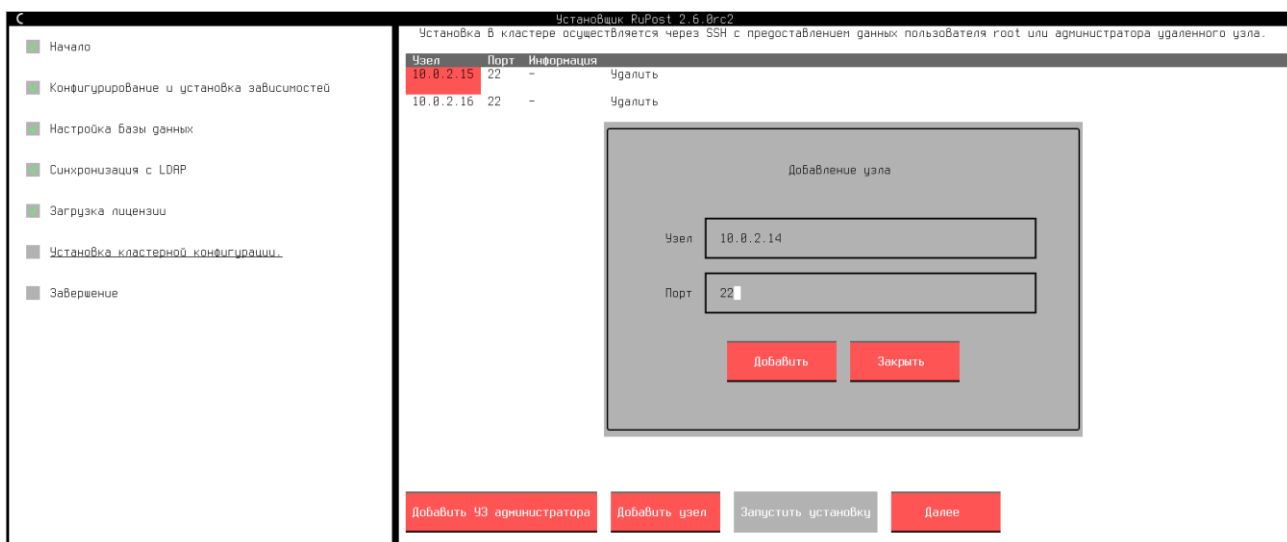 Установщик RuPost 2.6.0rc2
Начало
Конфигурирование и установка зависимостей
Настройка базы данных
Синхронизация с LDAP
Загрузка лицензии
Установка кластерной конфигурации.
Завершение
Установка в кластере осуществляется через SSH с предоставлением данных пользователя root или администратора удаленного узла.
Узел Порт Информация
10.0.2.15 22 - Удалить
10.0.2.16 22 - Удалить
Добавление узла
Узел 10.0.2.14
Порт 22
Добавить Закрыть
Добавить УЗ администратора Добавить узел Запустить установку Далее